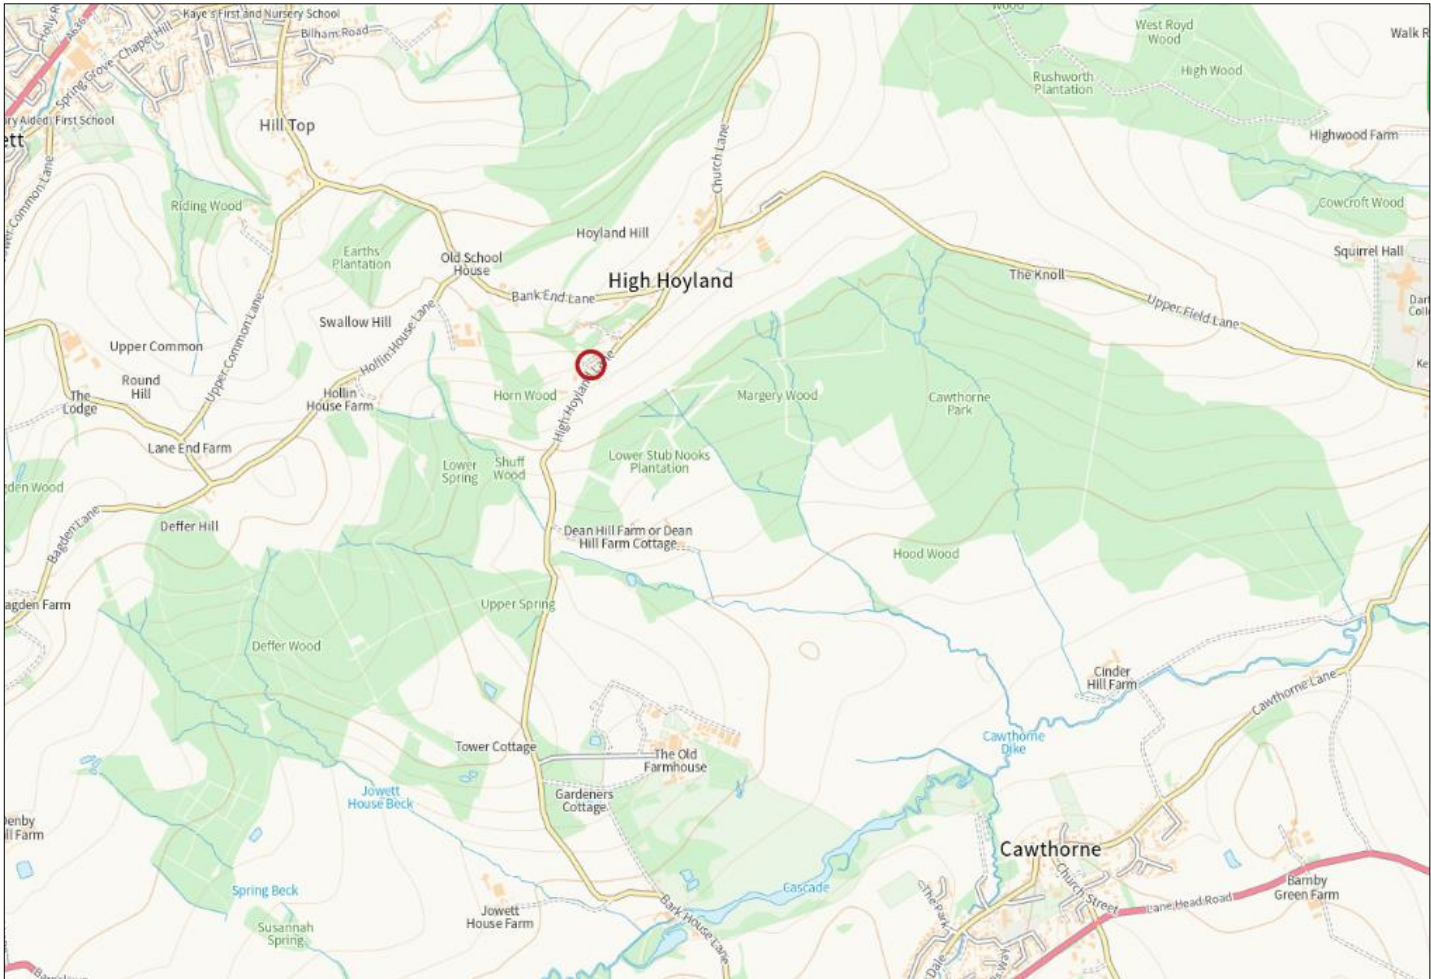 Kaye's First and Nursery School
Bilham Road
A636
Chapel Hill
Spring Grove
First School
ett
Hill Top
Riding Wood
Earths
Plantation
Old School
House
Hoyland Hill
High Hoyland
Church Lane
Bank End Lane
West Royd
Wood
Walk R
Wood
Rushworth
Plantation
High Wood
Highwood Farm
Cowcroft Wood
Squirrel Hall
The Knoll
Upper Field Lane
Upper Common Lane
Swallow Hill
Hollin House Lane
Upper Common
Round
Hill
The
Lodge
Hollin
House Farm
Lane End Farm
Horn Wood
High Hoyland Lane
Margery Wood
Cawthorne
Park
Lower Stub Nooks
Plantation
Lower
Spring
Shuff
Wood
Deffer Hill
Bagden Lane
Dean Hill Farm or Dean
Hill Farm Cottage
Hood Wood
agden Farm
Upper Spring
Deffer Wood
Cinder
Hill Farm
Cawthorne Lane
Cawthorne
Dike
Tower Cottage
The Old
Farmhouse
Gardeners
Cottage
Jowett
House Beck
Cawthorne
Church Street
Lane Head Road
Barnby
Green Farm
Cascade
The Park
Spring Beck
Jowett
House Farm
Bark House Lane
Susannah
Spring
Dale